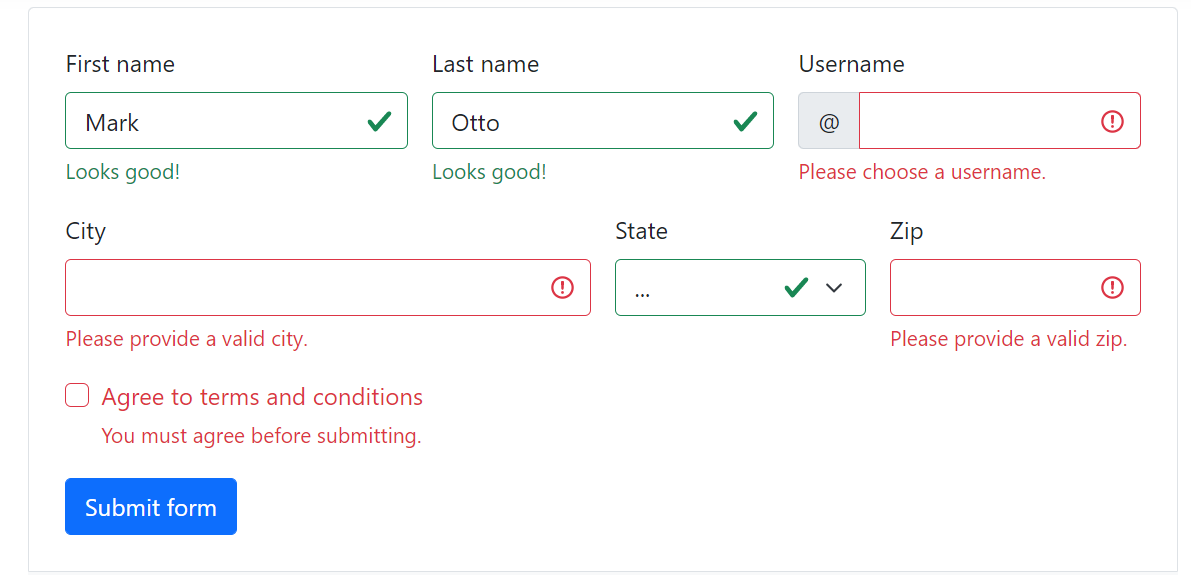 First name Last name Username
Mark Otto @
Looks good! Looks good! Please choose a username.
City State Zip
...
Please provide a valid city. Please provide a valid zip.
Agree to terms and conditions
You must agree before submitting.
Submit form